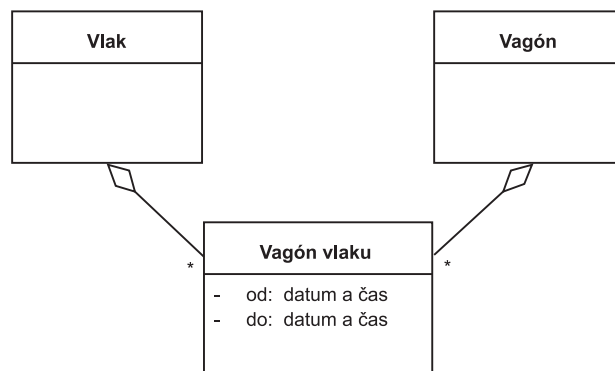 Vlak
Vagón
*
*
Vagón vlaku
- od: datum a čas
- do: datum a čas